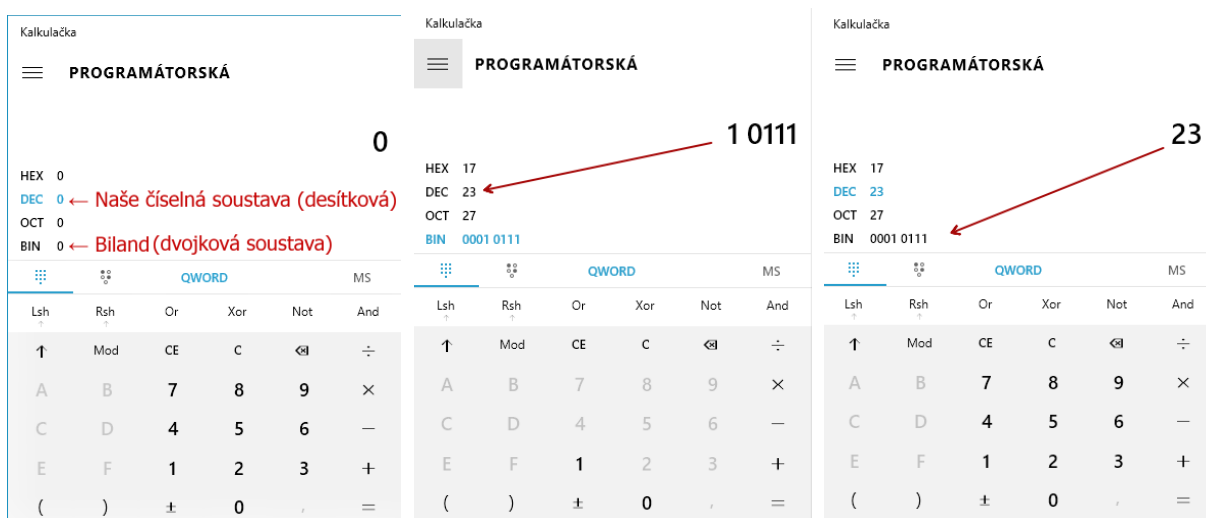 Kalkulačka
PROGRAMÁTORSKÁ
0
HEX 0
DEC 0 ← Naše číselná soustava (desítková)
OCT 0
BIN 0 ← Biland (dvojková soustava)
QWORD MS
Lsh Rsh Or Xor Not And
↑ Mod CE C ÷
A B 7 8 9 ×
C D 4 5 6 −
E F 1 2 3 +
( ) ± 0 , =
Kalkulačka
PROGRAMÁTORSKÁ
1 0111
HEX 17
DEC 23
OCT 27
BIN 0001 0111
QWORD MS
Lsh Rsh Or Xor Not And
↑ Mod CE C ÷
A B 7 8 9 ×
C D 4 5 6 −
E F 1 2 3 +
( ) ± 0 , =
Kalkulačka
PROGRAMÁTORSKÁ
23
HEX 17
DEC 23
OCT 27
BIN 0001 0111
QWORD MS
Lsh Rsh Or Xor Not And
↑ Mod CE C ÷
A B 7 8 9 ×
C D 4 5 6 −
E F 1 2 3 +
( ) ± 0 , =